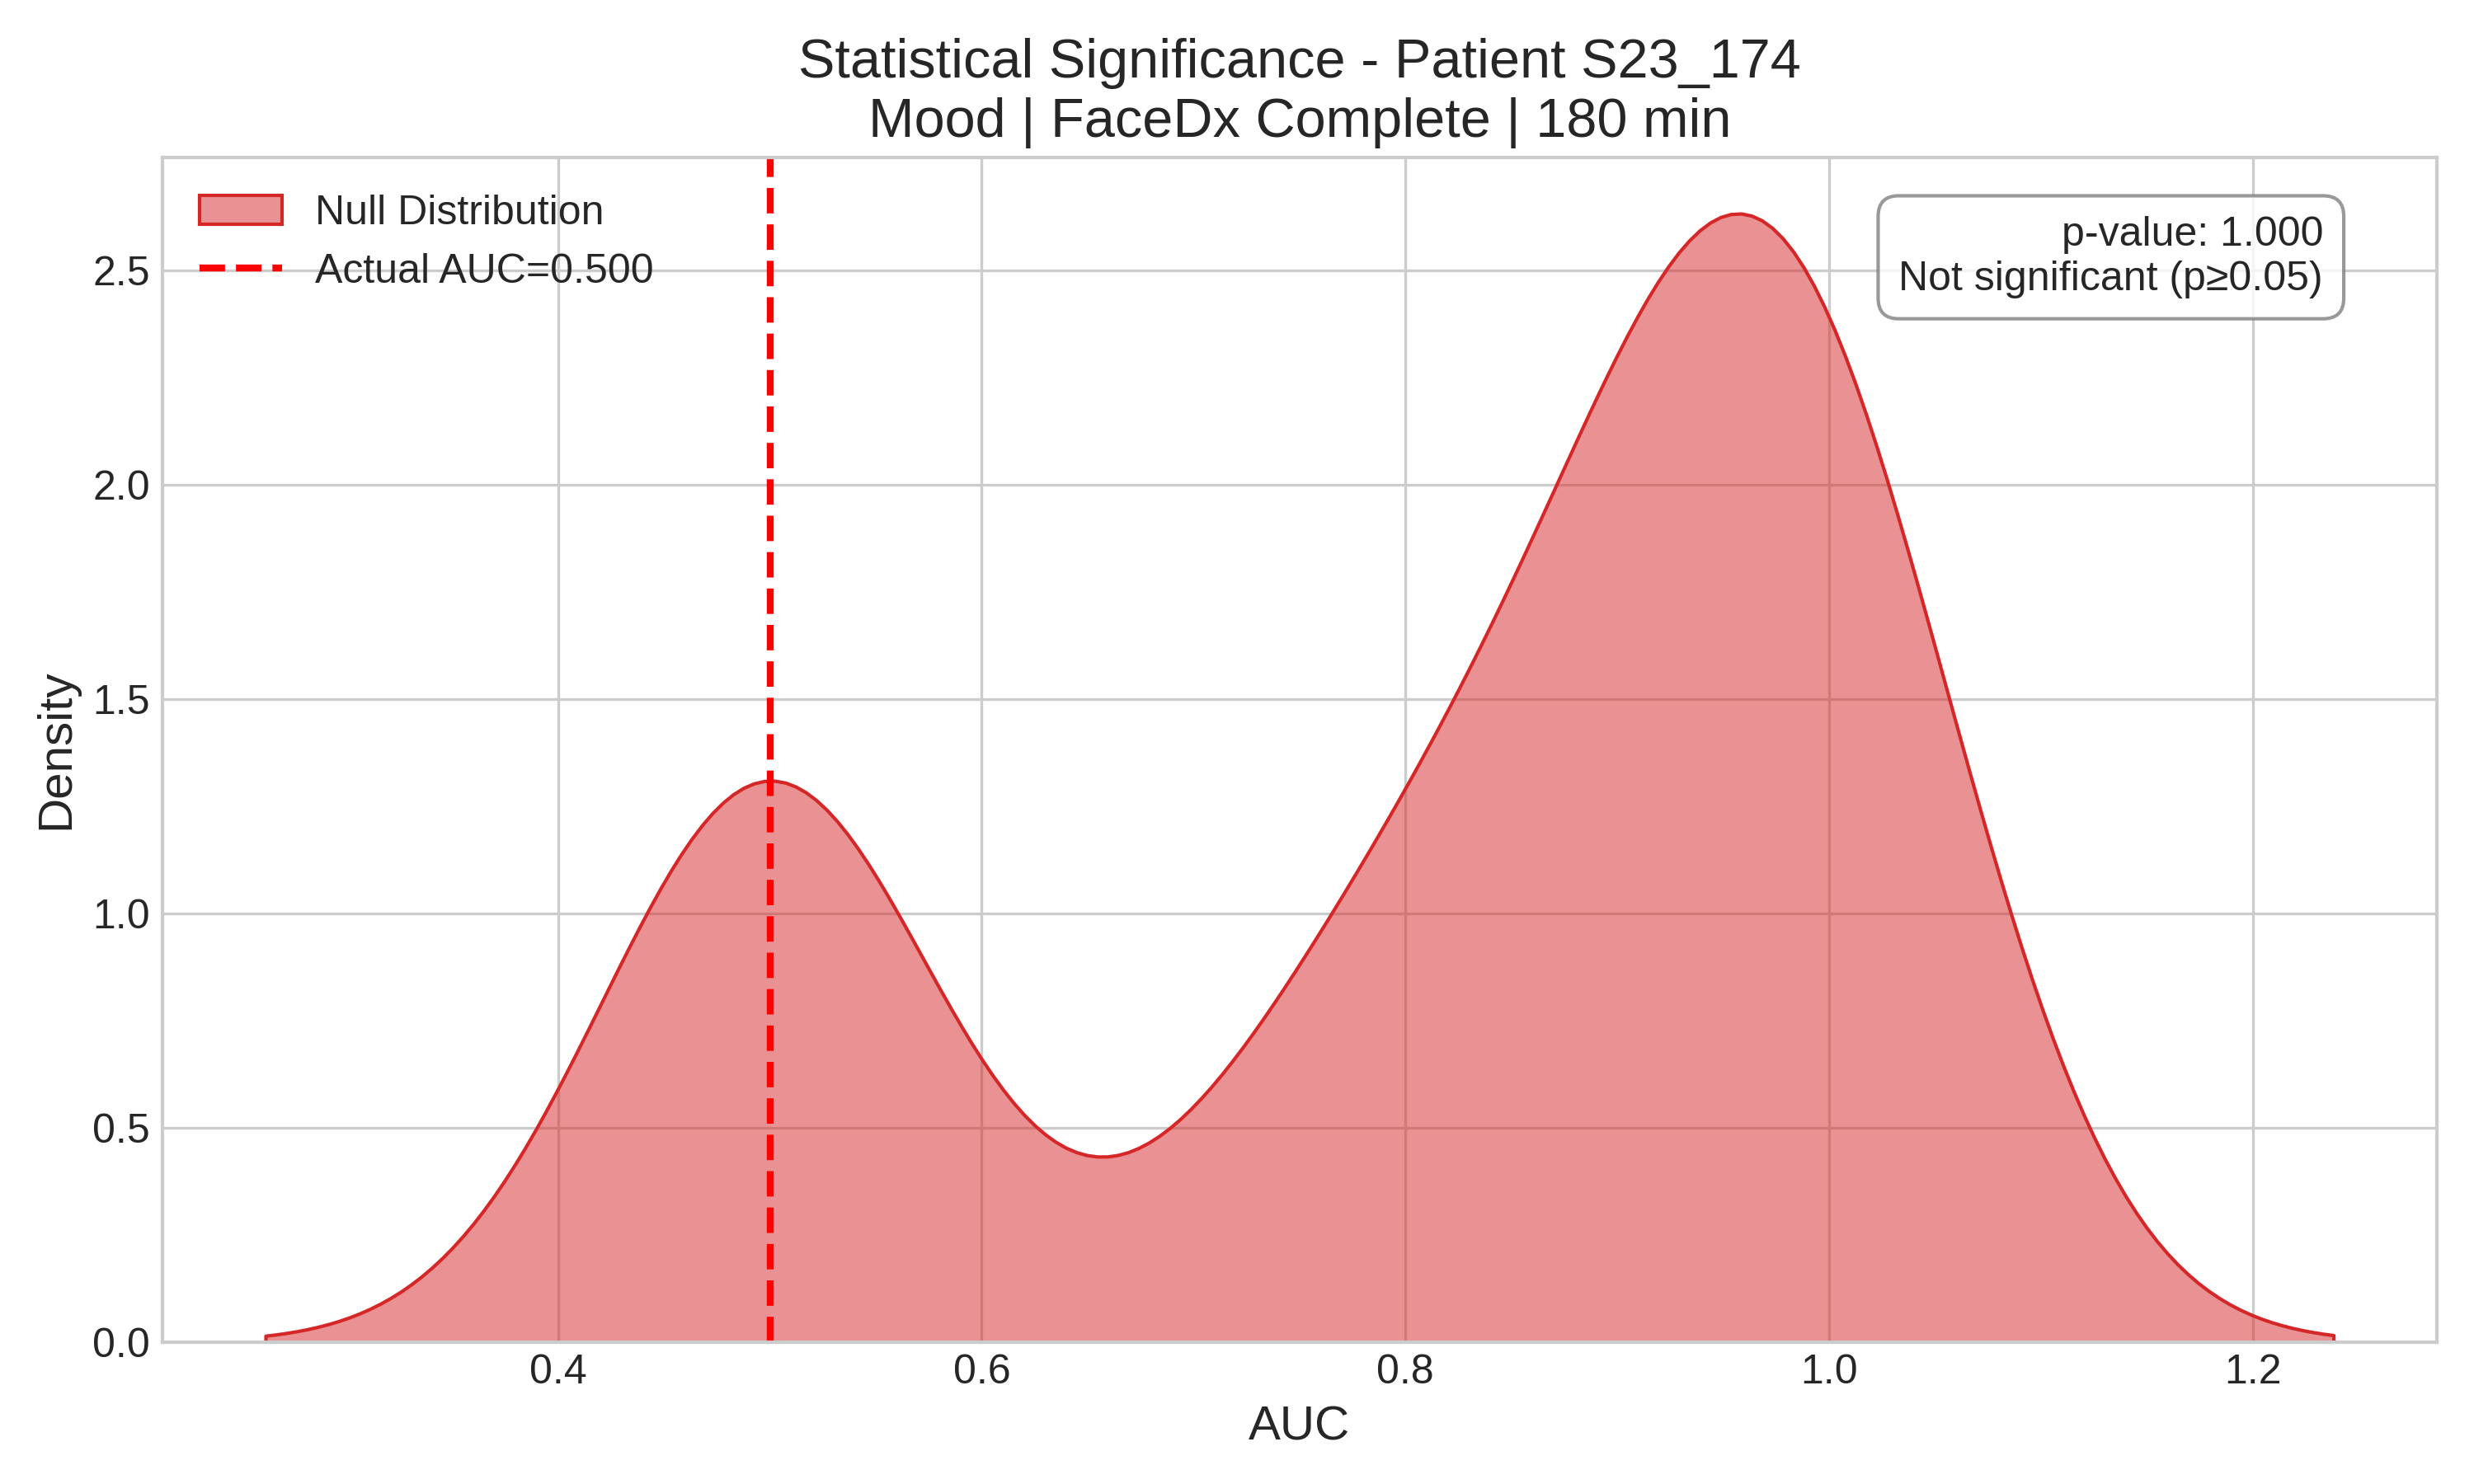 Statistical Significance - Patient S23_174
Mood | FaceDx Complete | 180 min
Null Distribution
Actual AUC=0.500
p-value: 1.000
Not significant (p≥0.05)
Density
2.5
2.0
1.5
1.0
0.5
0.0
0.4
0.6
0.8
1.0
1.2
AUC